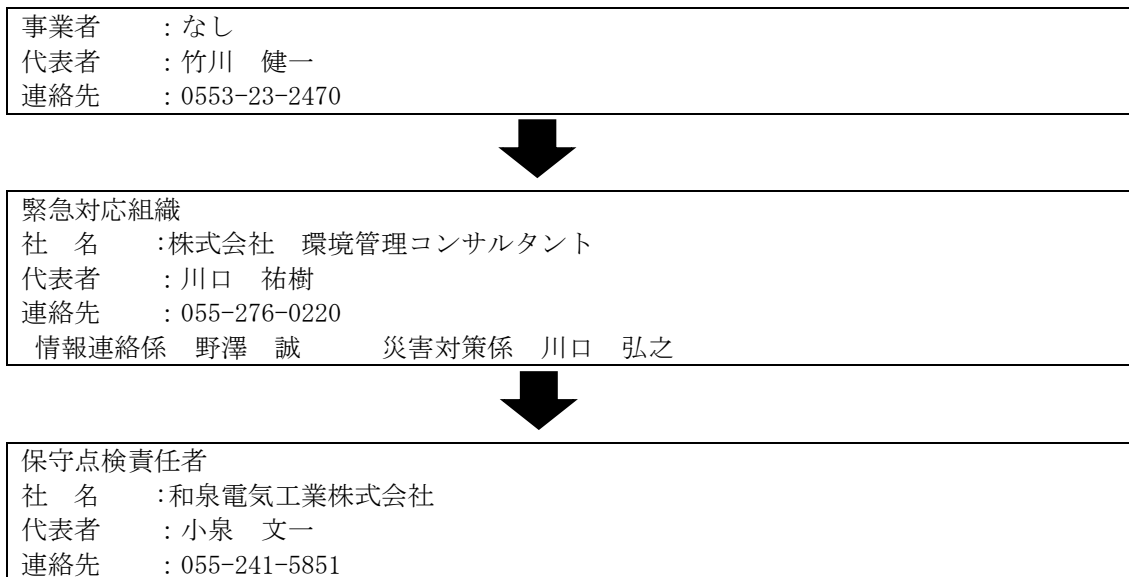 事業者　　：なし
代表者　　：竹川　健一
連絡先　　：0553-23-2470
緊急対応組織
社　名　　：株式会社　環境管理コンサルタント
代表者　　：川口　祐樹
連絡先　　：055-276-0220
情報連絡係　野澤　誠　　　災害対策係　川口　弘之
保守点検責任者
社　名　　：和泉電気工業株式会社
代表者　　：小泉　文一
連絡先　　：055-241-5851